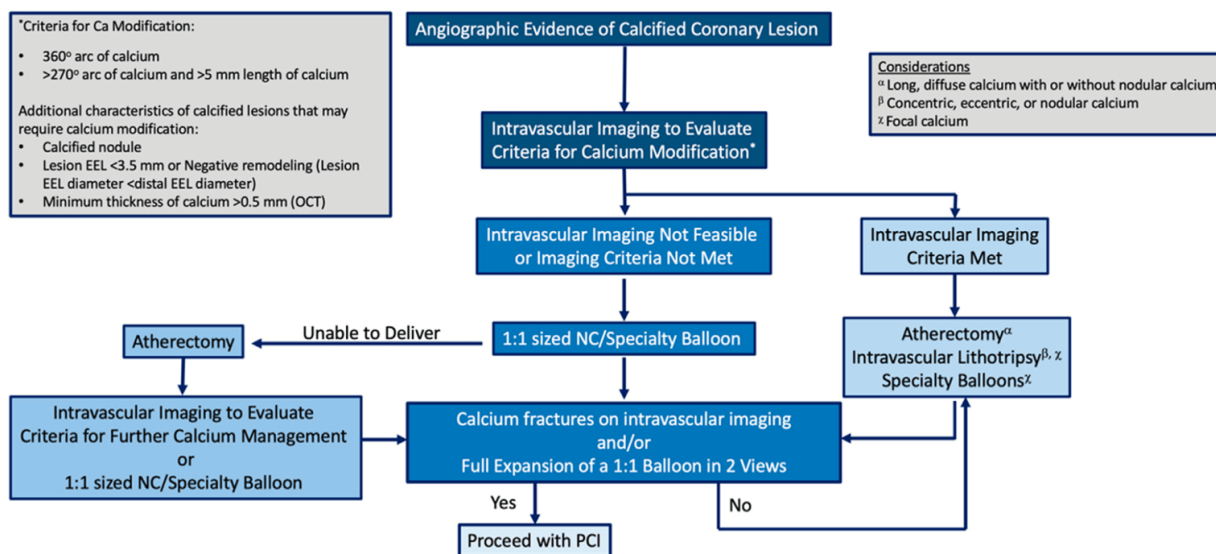 *Criteria for Ca Modification:
• 360° arc of calcium
• >270° arc of calcium and >5 mm length of calcium
Additional characteristics of calcified lesions that may
require calcium modification:
• Calcified nodule
• Lesion EEL <3.5 mm or Negative remodeling (Lesion
EEL diameter <distal EEL diameter)
• Minimum thickness of calcium >0.5 mm (OCT)
Angiographic Evidence of Calcified Coronary Lesion
Considerations
α Long, diffuse calcium with or without nodular calcium
β Concentric, eccentric, or nodular calcium
χ Focal calcium
Intravascular Imaging to Evaluate
Criteria for Calcium Modification*
Intravascular Imaging Not Feasible
or Imaging Criteria Not Met
Intravascular Imaging
Criteria Met
Atherectomy
Unable to Deliver
1:1 sized NC/Specialty Balloon
Atherectomyα
Intravascular Lithotripsyβ, χ
Specialty Balloonsχ
Intravascular Imaging to Evaluate
Criteria for Further Calcium Management
or
1:1 sized NC/Specialty Balloon
Calcium fractures on intravascular imaging
and/or
Full Expansion of a 1:1 Balloon in 2 Views
Yes
No
Proceed with PCI